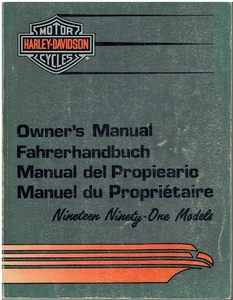 MOTOR
HARLEY-DAVIDSON
CYCLES
Owner's Manual
Fahrerhandbuch
Manual del Propieario
Manuel du Propriétaire
Nineteen Ninety-One Models